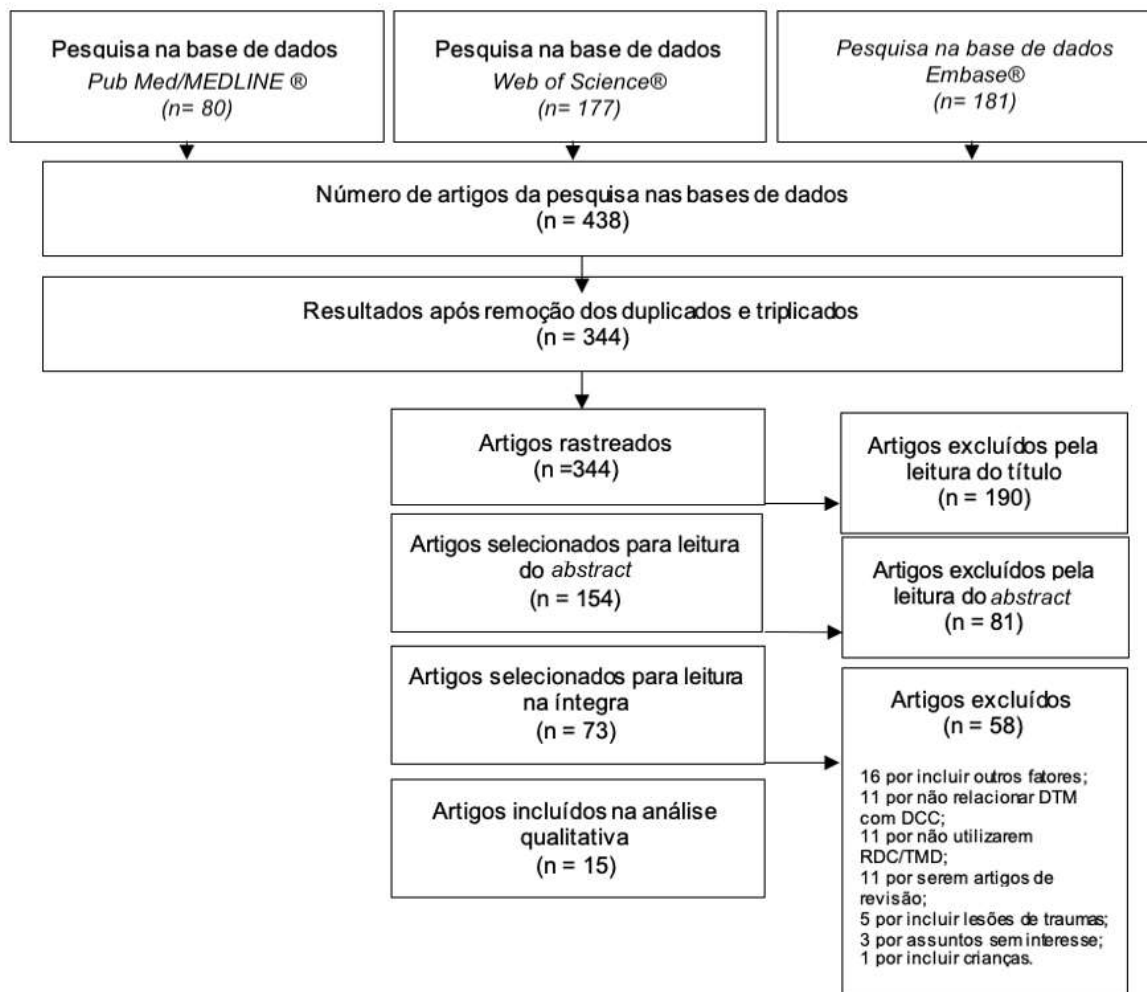 Pesquisa na base de dados
Pub Med/MEDLINE ®
(n= 80)
Pesquisa na base de dados
Web of Science®
(n= 177)
Pesquisa na base de dados
Embase®
(n= 181)
Número de artigos da pesquisa nas bases de dados
(n = 438)
Resultados após remoção dos duplicados e triplicados
(n = 344)
Artigos rastreados
(n =344)
Artigos excluídos pela
leitura do título
(n = 190)
Artigos selecionados para leitura
do abstract
(n = 154)
Artigos excluídos pela
leitura do abstract
(n = 81)
Artigos selecionados para leitura
na íntegra
(n = 73)
Artigos excluídos
(n = 58)
16 por incluir outros fatores;
11 por não relacionar DTM
com DCC;
11 por não utilizarem
RDC/TMD;
11 por serem artigos de
revisão;
5 por incluir lesões de traumas;
3 por assuntos sem interesse;
1 por incluir crianças.
Artigos incluídos na análise
qualitativa
(n = 15)